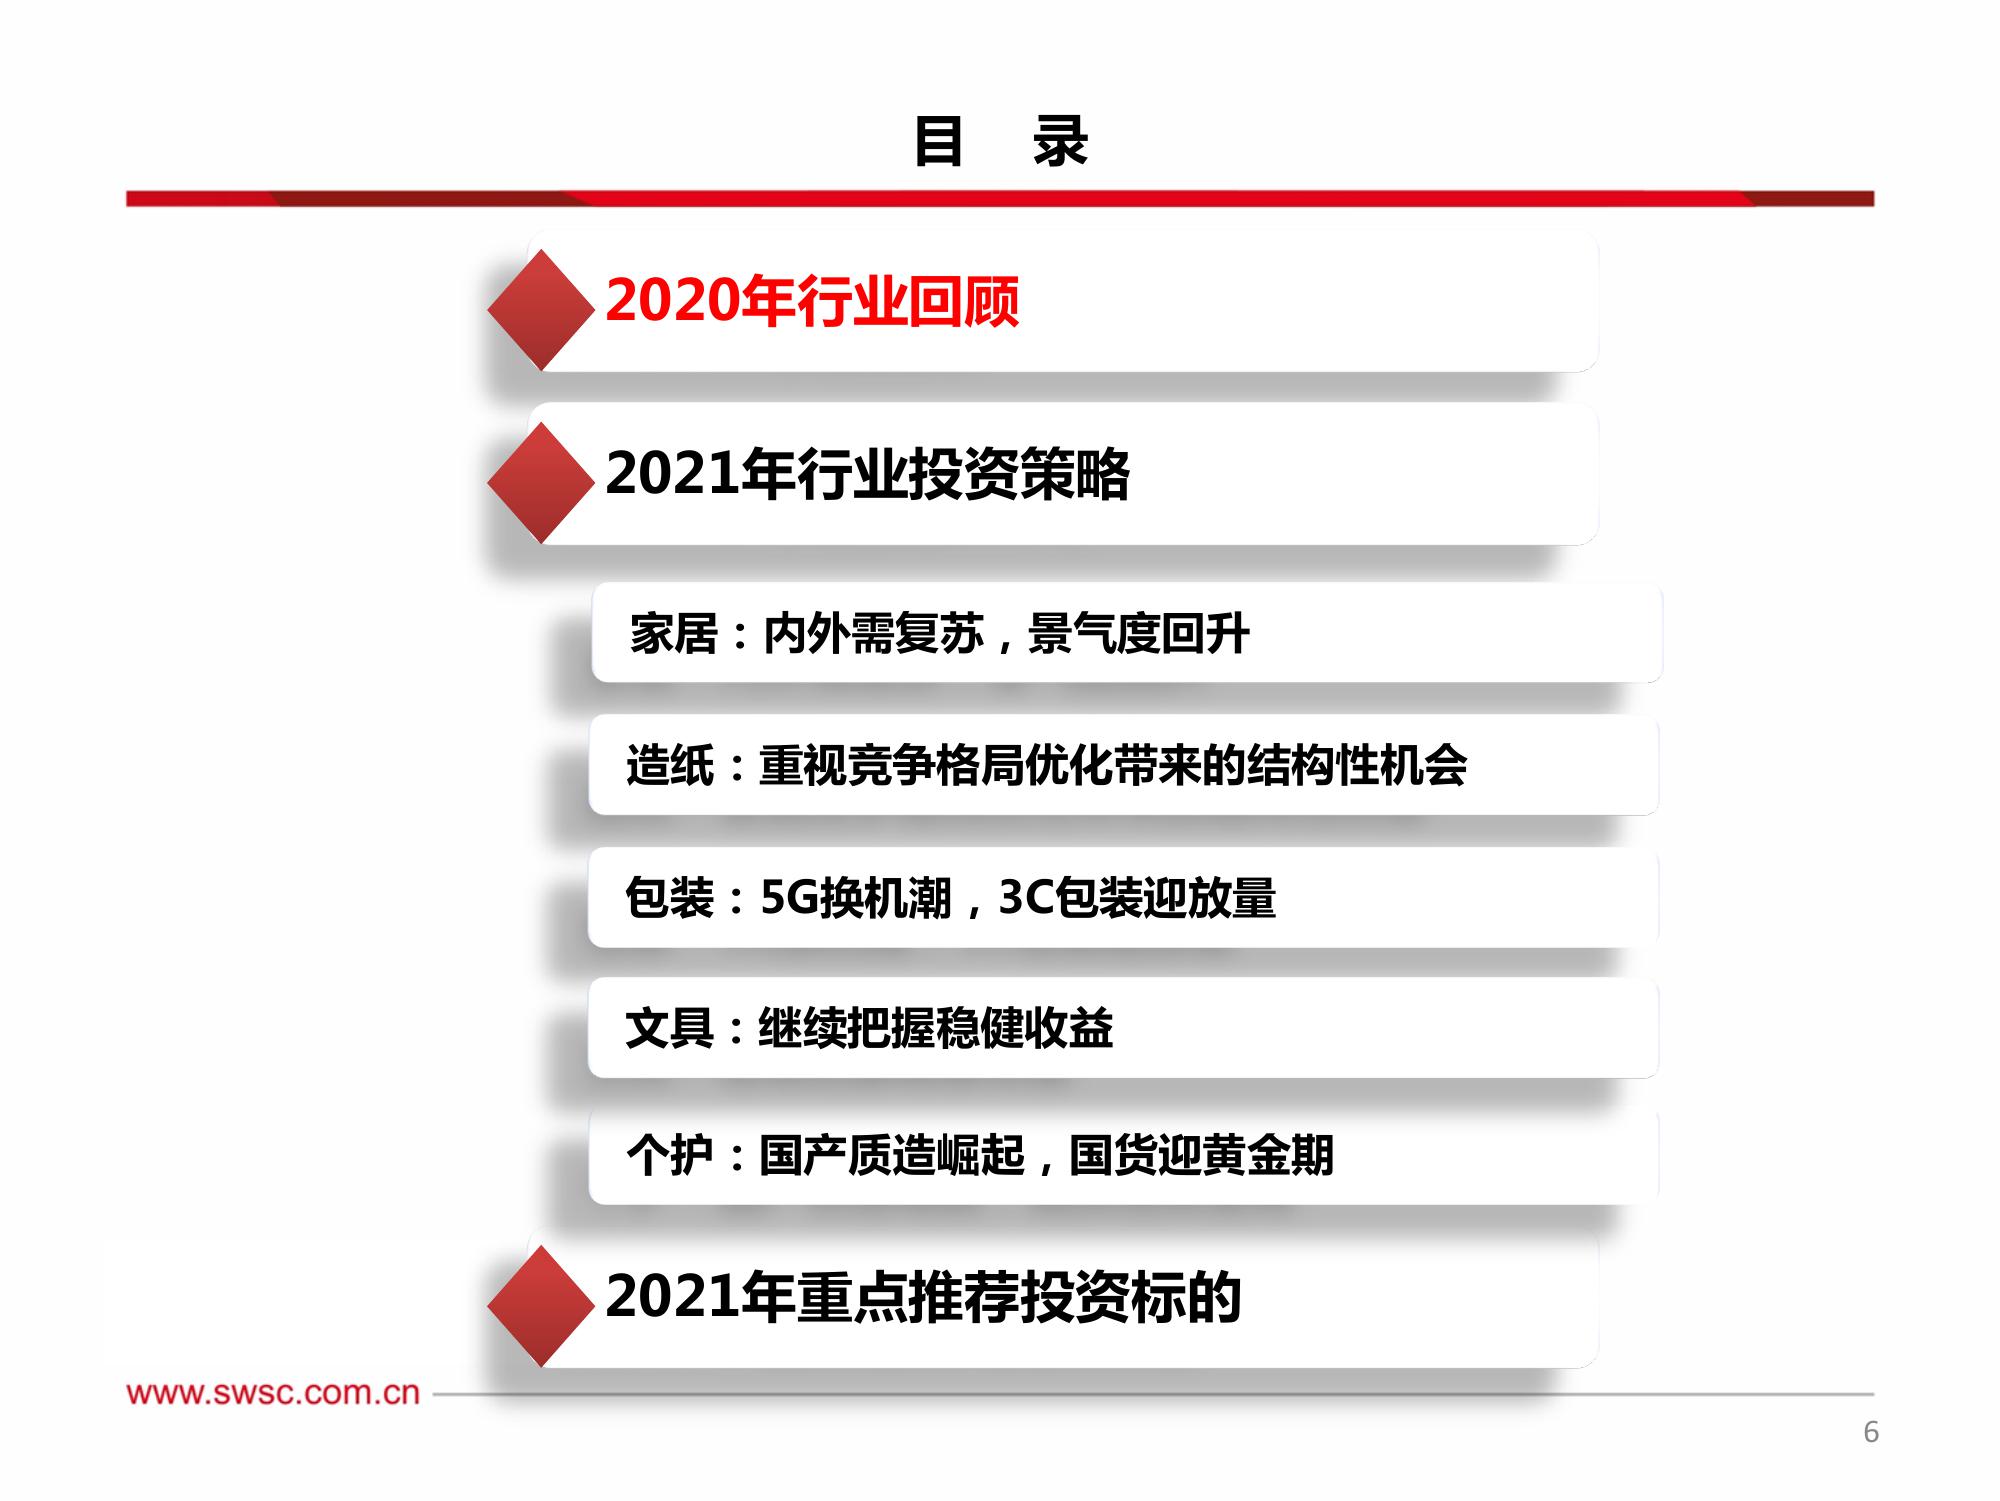 目 录
2020年行业回顾
2021年行业投资策略
家居：内外需复苏，景气度回升
造纸：重视竞争格局优化带来的结构性机会
包装：5G换机潮，3C包装迎放量
文具：继续把握稳健收益
个护：国产质造崛起，国货迎黄金期
2021年重点推荐投资标的
www.swsc.com.cn
6